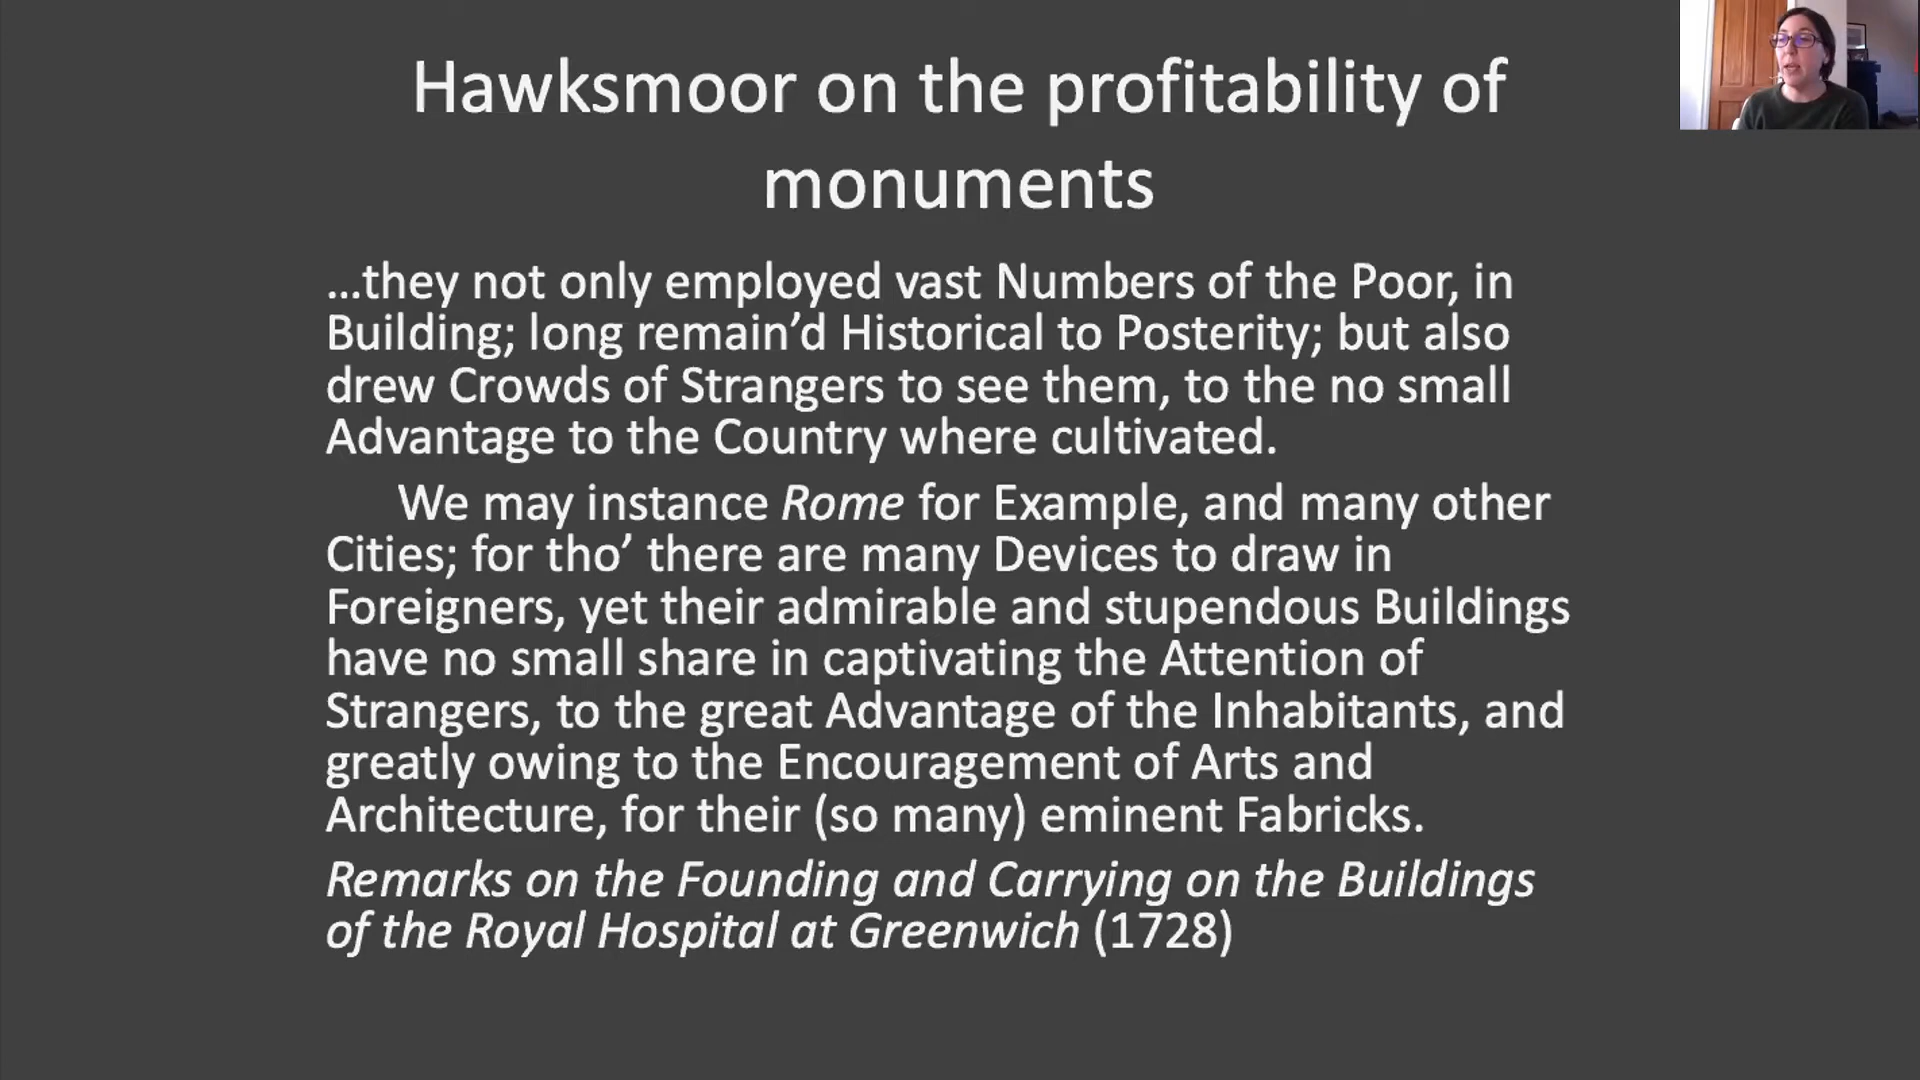 Hawksmoor on the profitability of
monuments
…they not only employed vast Numbers of the Poor, in
Building; long remain’d Historical to Posterity; but also
drew Crowds of Strangers to see them, to the no small
Advantage to the Country where cultivated.
We may instance Rome for Example, and many other
Cities; for tho’ there are many Devices to draw in
Foreigners, yet their admirable and stupendous Buildings
have no small share in captivating the Attention of
Strangers, to the great Advantage of the Inhabitants, and
greatly owing to the Encouragement of Arts and
Architecture, for their (so many) eminent Fabricks.
Remarks on the Founding and Carrying on the Buildings
of the Royal Hospital at Greenwich (1728)